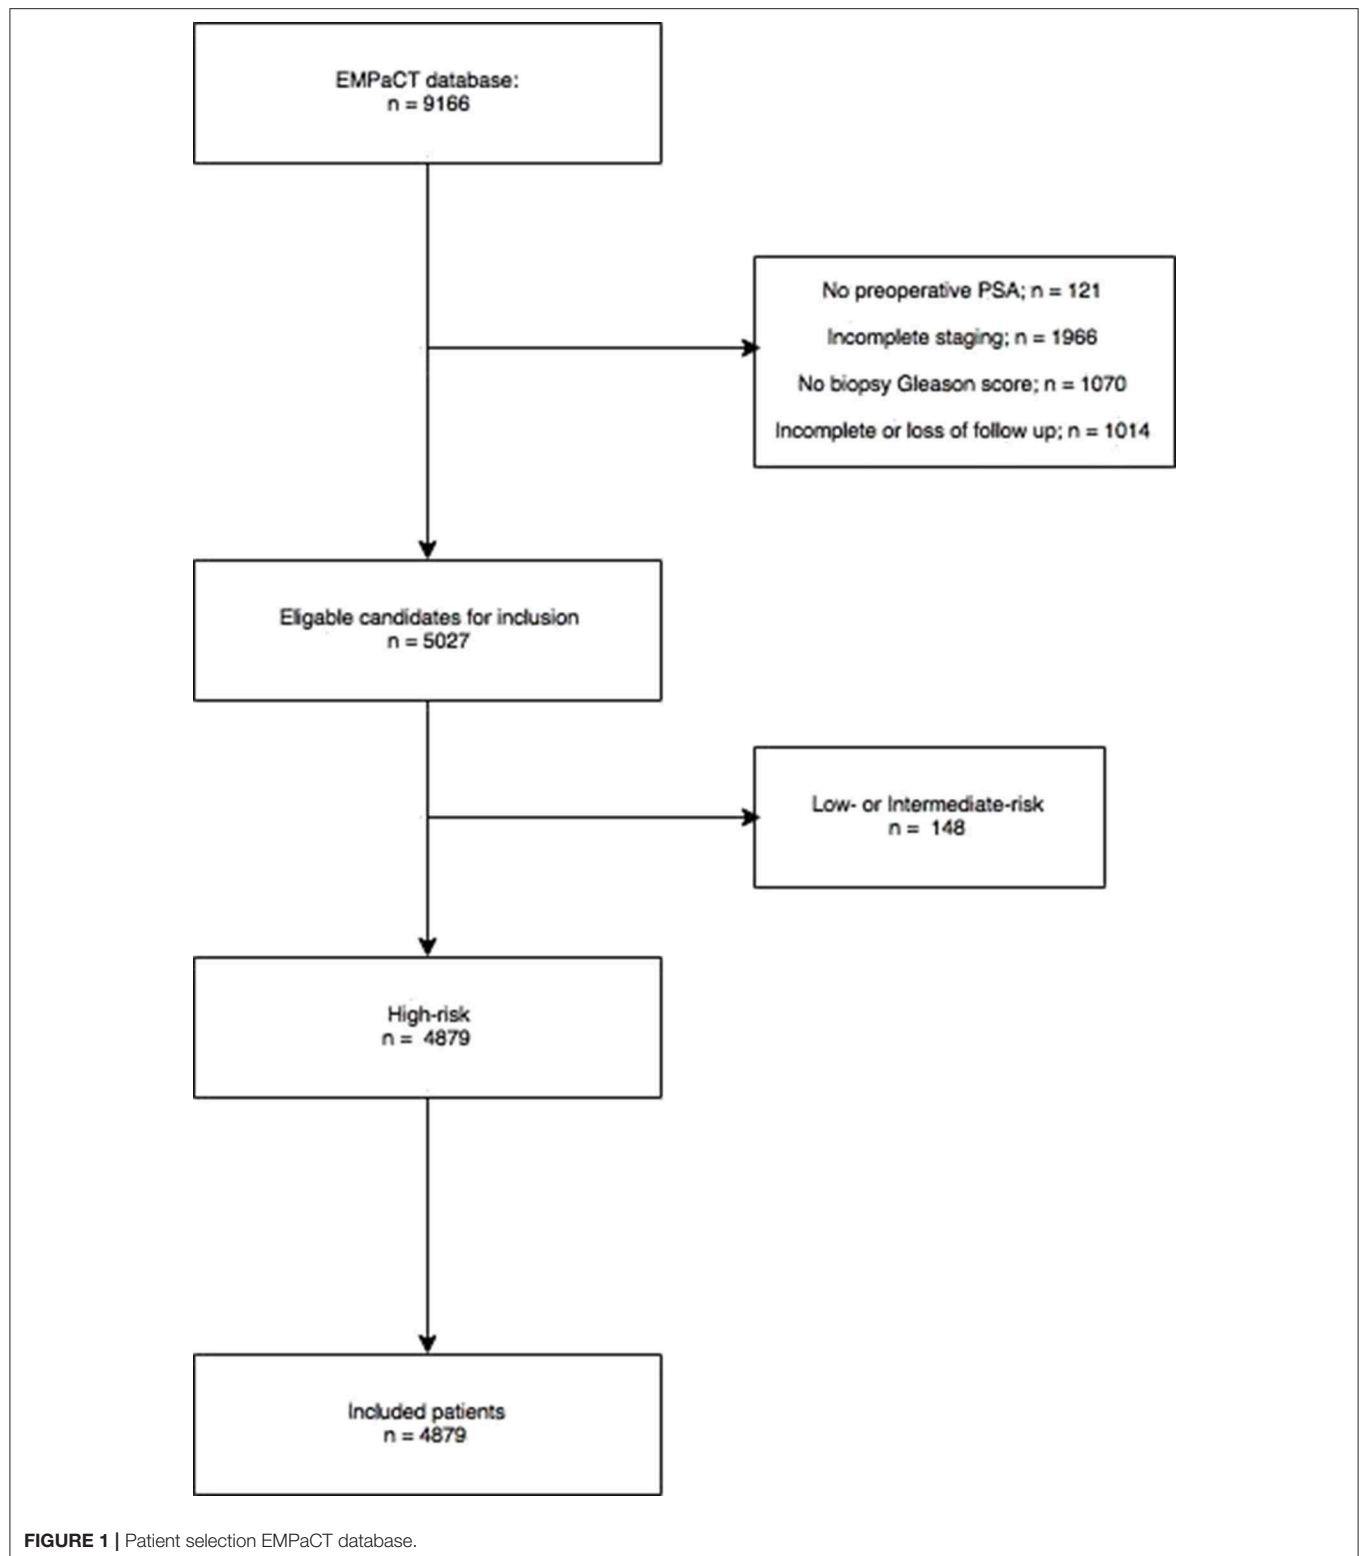 EMPaCT database:
n = 9166
No preoperative PSA; n = 121
Incomplete staging; n = 1966
No biopsy Gleason score; n = 1070
Incomplete or loss of follow up; n = 1014
Eligable candidates for inclusion
n = 5027
Low- or Intermediate-risk
n = 148
High-risk
n = 4879
Included patients
n = 4879
FIGURE 1 | Patient selection EMPaCT database.